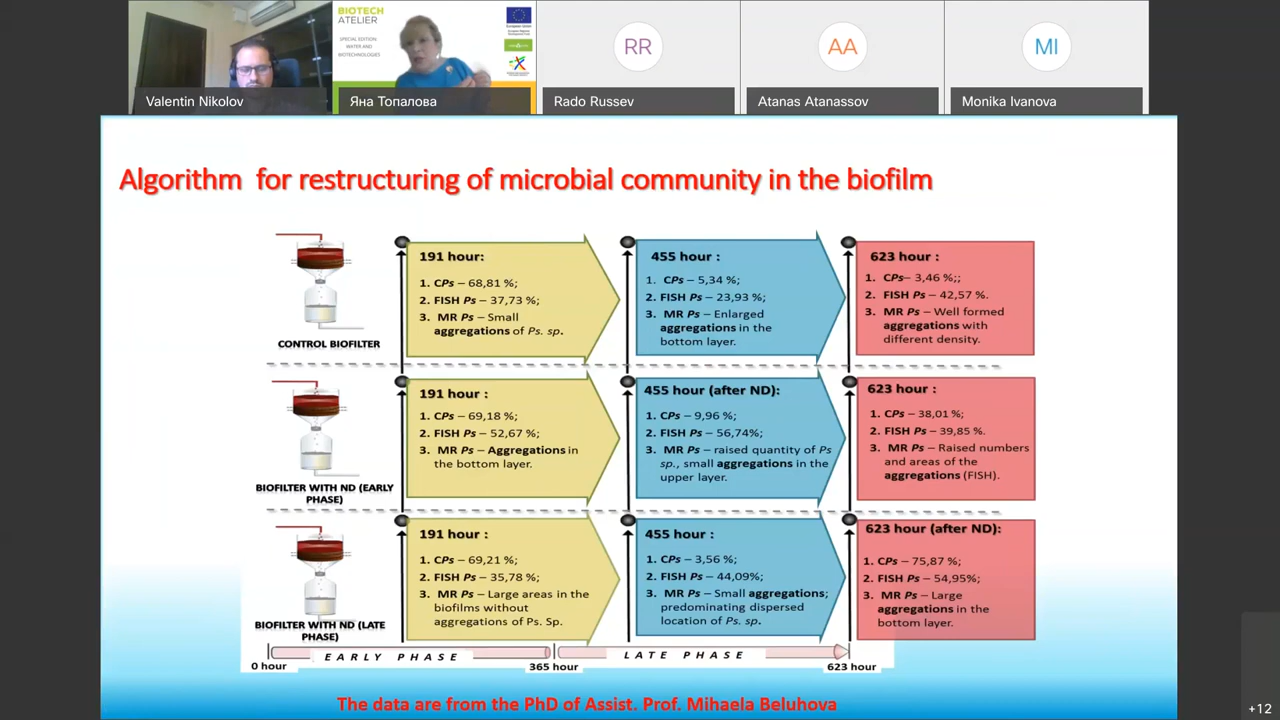 BIOTECH
ATELIER
SPECIAL EDITION
WATER AND
BIOTECHNOLOGIES
RR
AA
MI
Valentin Nikolov
Яна Топалова
Rado Russev
Atanas Atanassov
Monika Ivanova
Algorithm for restructuring of microbial community in the biofilm
191 hour:
1. CPs – 68,81 %;
2. FISH Ps – 37,73 %;
3. MR Ps – Small
aggregations of Ps. sp.
455 hour :
1. CPs – 5,34 %;
2. FISH Ps – 23,93 %;
3. MR Ps – Enlarged
aggregations in the
bottom layer.
623 hour :
1. CPs– 3,46 %;;
2. FISH Ps – 42,57 %.
3. MR Ps – Well formed
aggregations with
different density.
CONTROL BIOFILTER
191 hour :
1. CPs – 69,18 %;
2. FISH Ps – 52,67 %;
3. MR Ps – Aggregations in
the bottom layer.
455 hour (after ND):
1. CPs – 9,96 %;
2. FISH Ps – 56,74%;
3. MR Ps – raised quantity of Ps
sp., small aggregations in the
upper layer.
623 hour :
1. CPs – 38,01 %;
2. FISH Ps – 39,85 %.
3. MR Ps – Raised numbers
and areas of the
aggregations (FISH).
BIOFILTER WITH ND (EARLY
PHASE)
191 hour :
1. CPs – 69,21 %;
2. FISH Ps – 35,78 %;
3. MR Ps – Large areas in the
biofilms without
aggregations of Ps. Sp.
455 hour :
1. CPs – 3,56 %;
2. FISH Ps – 44,09%;
3. MR Ps – Small aggregations;
predominating dispersed
location of Ps. sp.
623 hour (after ND):
1. CPs – 75,87 %;
2. FISH Ps – 54,95%;
3. MR Ps – Large
aggregations in the
bottom layer.
BIOFILTER WITH ND (LATE
PHASE)
EARLY PHASE
LATE PHASE
0 hour
365 hour
623 hour
The data are from the PhD of Assist. Prof. Mihaela Beluhova
+12